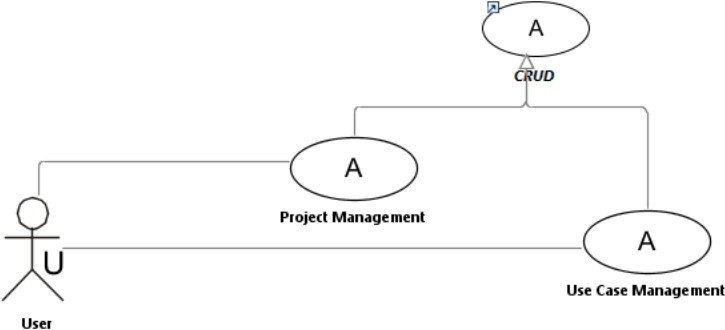 A
CRUD
A
Project Management
A
Use Case Management
U
User